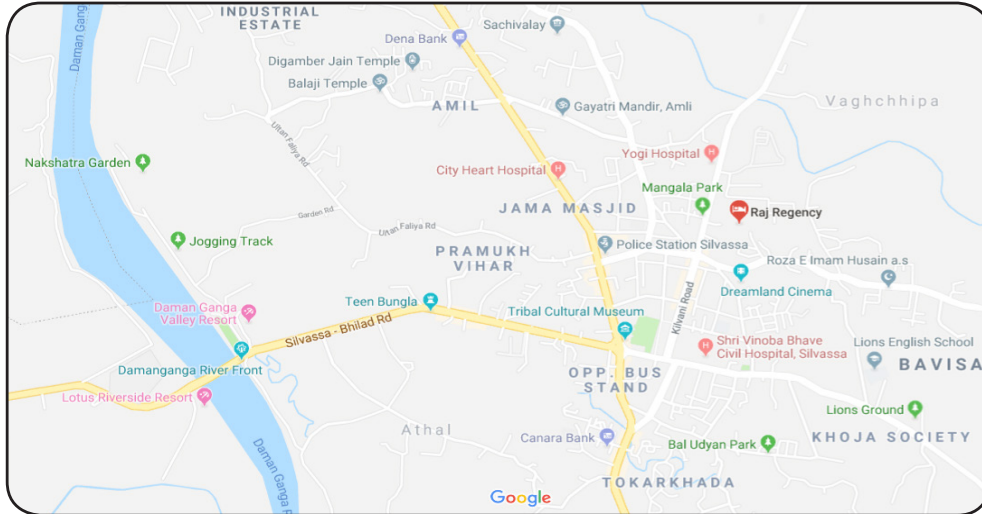 Daman Ganga
INDUSTRIAL
ESTATE
Sachivalay
Dena Bank
Digamber Jain Temple
Balaji Temple
AMIL
Gayatri Mandir, Amli
Vaghchhipa
Ultan Faliya Rd
Nakshatra Garden
Yogi Hospital
City Heart Hospital
Mangala Park
JAMA MASJID
Raj Regency
Garden Rd
Ultan Faliya Rd
Jogging Track
Police Station Silvassa
PRAMUKH
VIHAR
Roza E Imam Husain a.s
Dreamland Cinema
Teen Bungla
Daman Ganga
Valley Resort
Tribal Cultural Museum
Kilvani Road
Silvassa - Bhilad Rd
Shri Vinoba Bhave
Civil Hospital, Silvassa
Lions English School
BAVISA
Damanganga River Front
OPP. BUS
STAND
Lotus Riverside Resort
Lions Ground
Athal
Canara Bank
Bal Udyan Park
KHOJA SOCIETY
Daman Ganga R
TOKARKHADA
Google